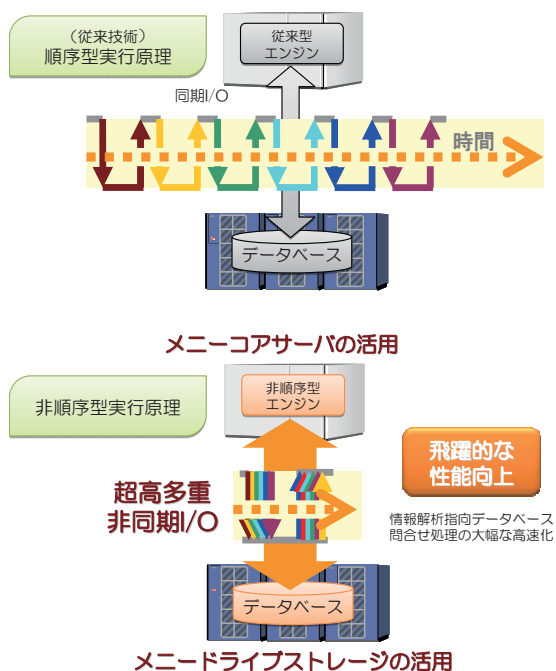 （従来技術）
順序型実行原理
従来型
エンジン
同期I/O
時間
データベース
メニーコアサーバの活用
非順序型実行原理
非順序型
エンジン
飛躍的な
性能向上
超高多重
非同期I/O
情報解析指向データベース
問合せ処理の大幅な高速化
データベース
メニードライブストレージの活用